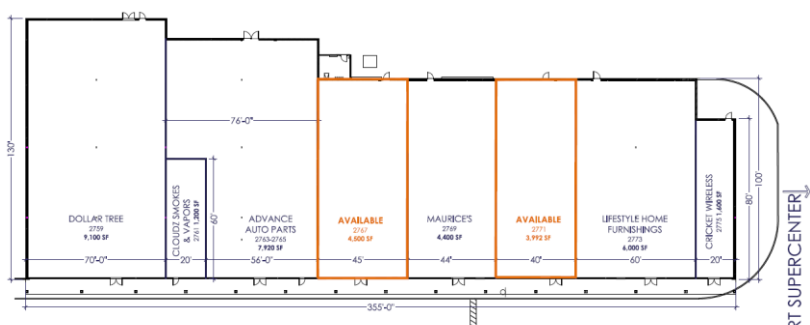 130'
76'-0"
60'
100'
80'
DOLLAR TREE
2759
9,100 SF
CLOUDZ SMOKES
& VAPORS
2761 1,200 SF
ADVANCE
AUTO PARTS
2763-2765
7,920 SF
AVAILABLE
2767
4,500 SF
MAURICE'S
2769
4,400 SF
AVAILABLE
2771
3,992 SF
LIFESTYLE HOME
FURNISHINGS
2773
6,000 SF
CRICKET WIRELESS
2775 1,600 SF
70'-0"
20'
56'-0"
45'
44'
40'
60'
20"
355'-0"
RT SUPERCENTER